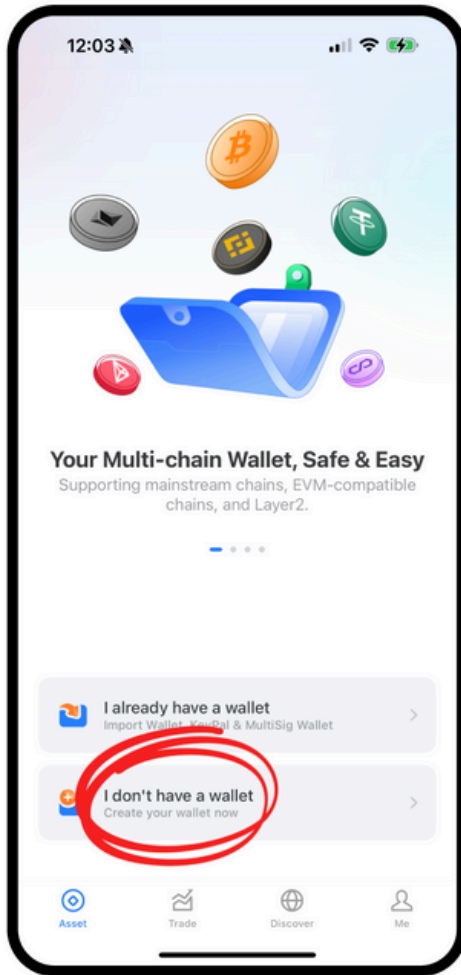 12:03
Your Multi-chain Wallet, Safe & Easy
Supporting mainstream chains, EVM-compatible
chains, and Layer2.
I already have a wallet
Import Wallet, KeyPal & MultiSig Wallet
I don't have a wallet
Create your wallet now
Asset
Trade
Discover
Me